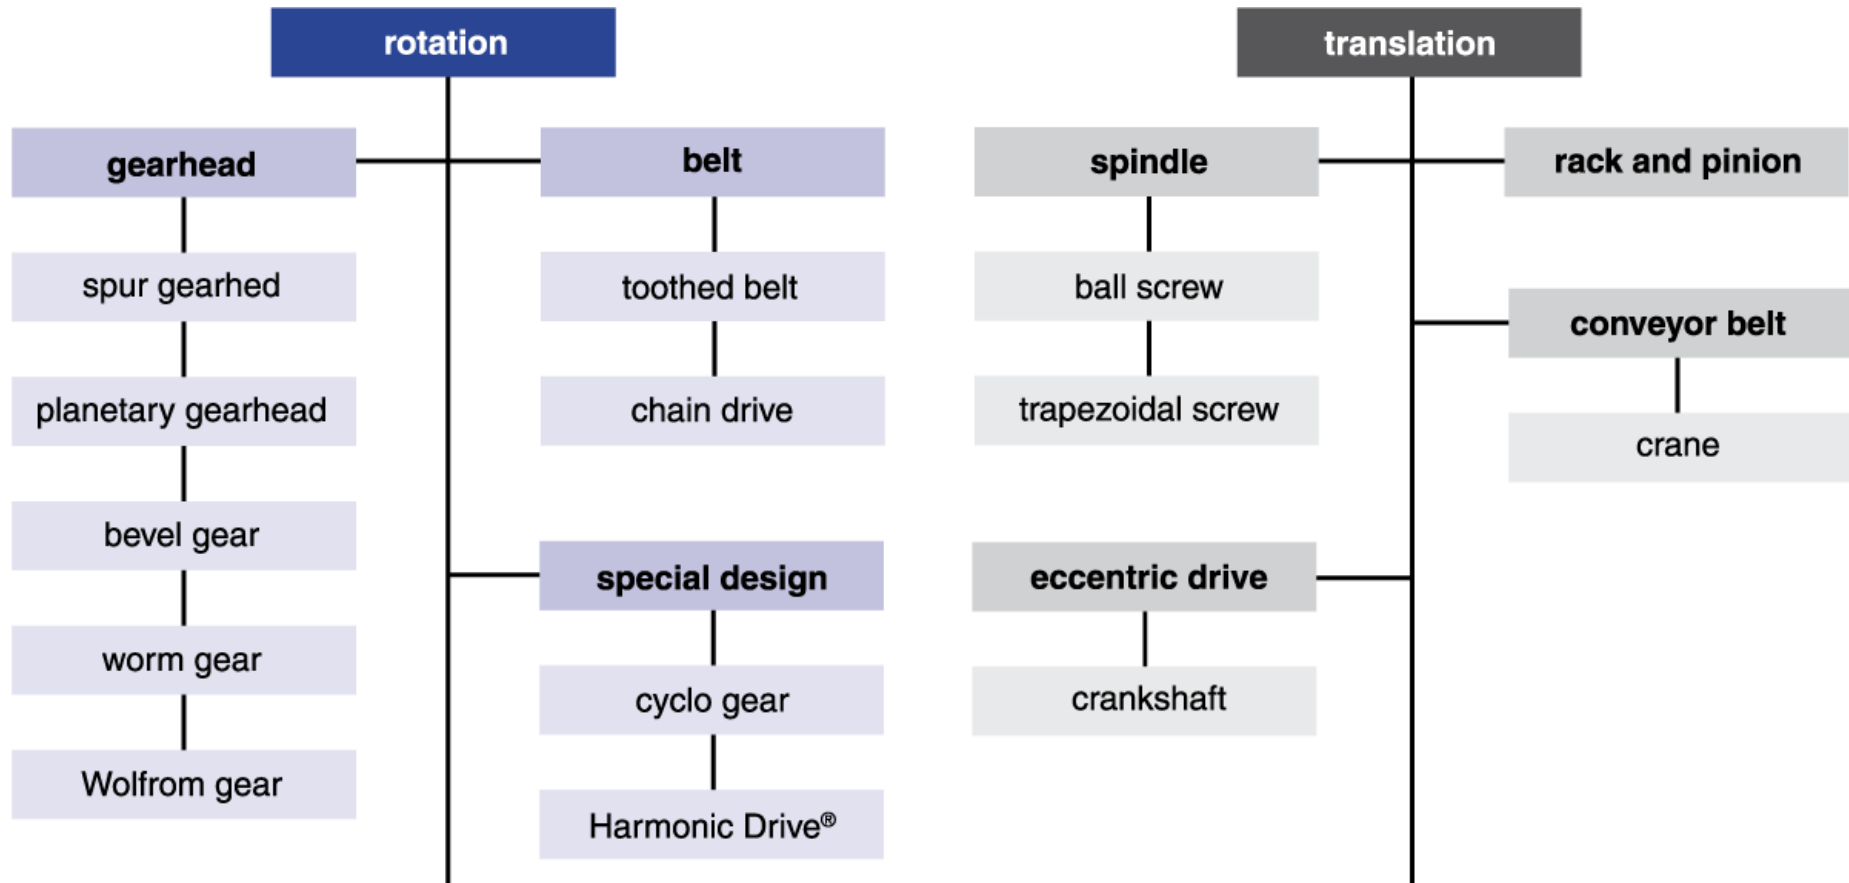 rotation
gearhead
spur gearhed
planetary gearhead
bevel gear
worm gear
Wolfrom gear
belt
toothed belt
chain drive
special design
cyclo gear
Harmonic Drive®
translation
spindle
ball screw
trapezoidal screw
eccentric drive
crankshaft
rack and pinion
conveyor belt
crane